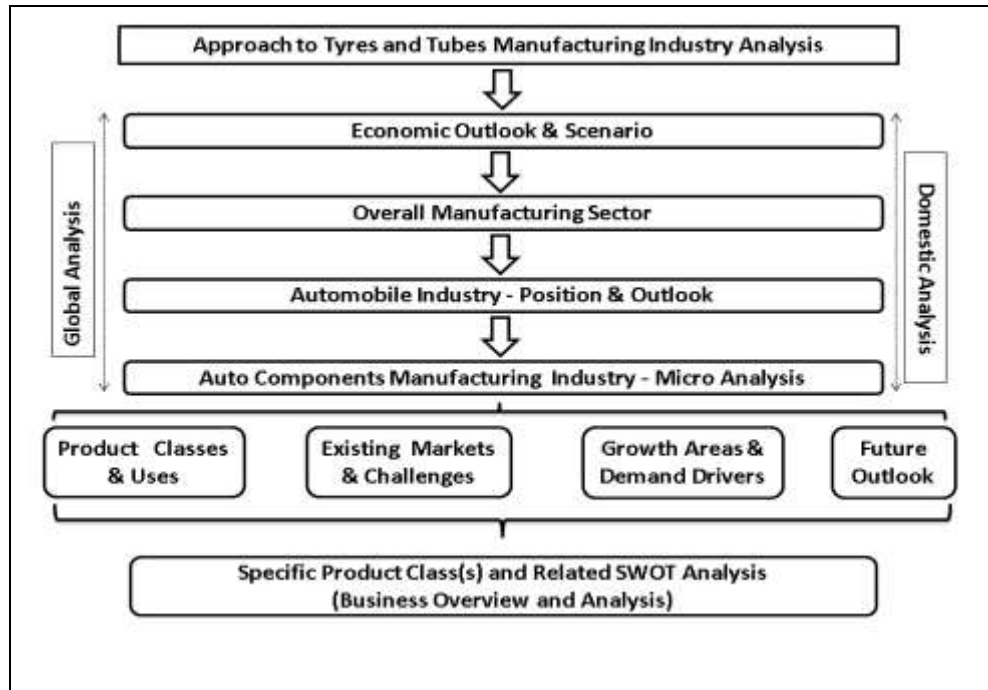 Approach to Tyres and Tubes Manufacturing Industry Analysis
Economic Outlook & Scenario
Overall Manufacturing Sector
Automobile Industry - Position & Outlook
Auto Components Manufacturing Industry - Micro Analysis
Global Analysis
Domestic Analysis
Product Classes
& Uses
Existing Markets
& Challenges
Growth Areas &
Demand Drivers
Future
Outlook
Specific Product Class(s) and Related SWOT Analysis
(Business Overview and Analysis)